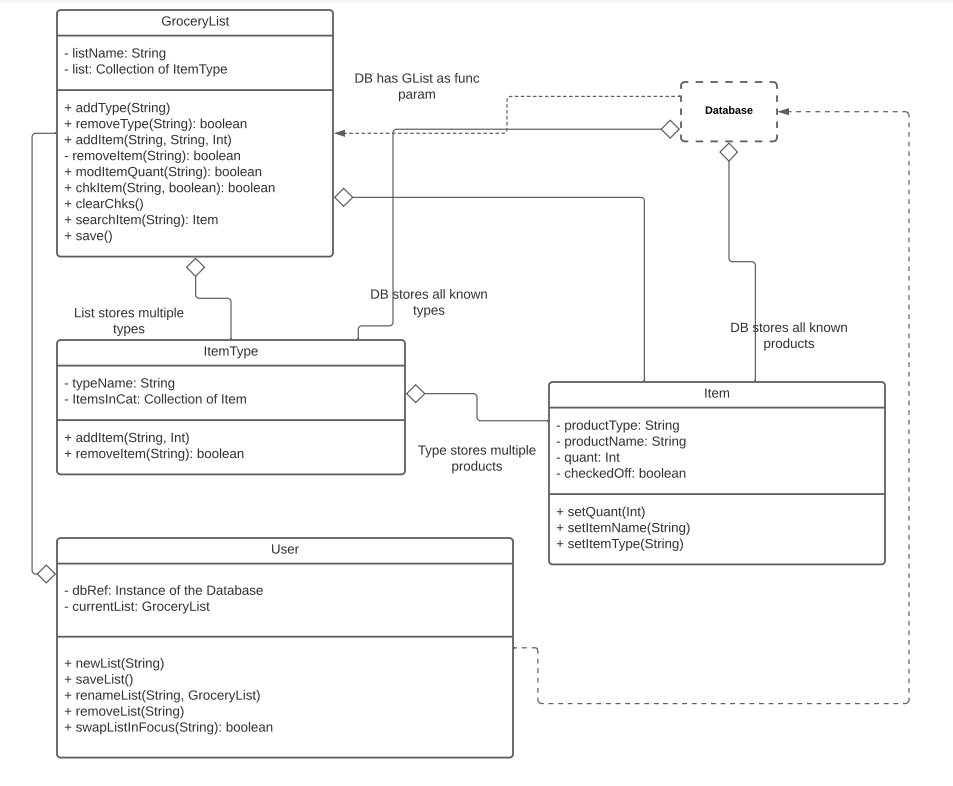 GroceryList
- listName: String
- list: Collection of ItemType
+ addType(String)
+ removeType(String): boolean
+ addItem(String, String, Int)
- removeItem(String): boolean
+ modItemQuant(String): boolean
+ chkItem(String, boolean): boolean
+ clearChks()
+ searchItem(String): Item
+ save()
DB has GList as func
param
Database
List stores multiple
types
DB stores all known
types
DB stores all known
products
ItemType
- typeName: String
- ItemsInCat: Collection of Item
+ addItem(String, Int)
+ removeItem(String): boolean
Type stores multiple
products
Item
- productType: String
- productName: String
- quant: Int
- checkedOff: boolean
+ setQuant(Int)
+ setItemName(String)
+ setItemType(String)
User
- dbRef: Instance of the Database
- currentList: GroceryList
+ newList(String)
+ saveList()
+ renameList(String, GroceryList)
+ removeList(String)
+ swapListInFocus(String): boolean